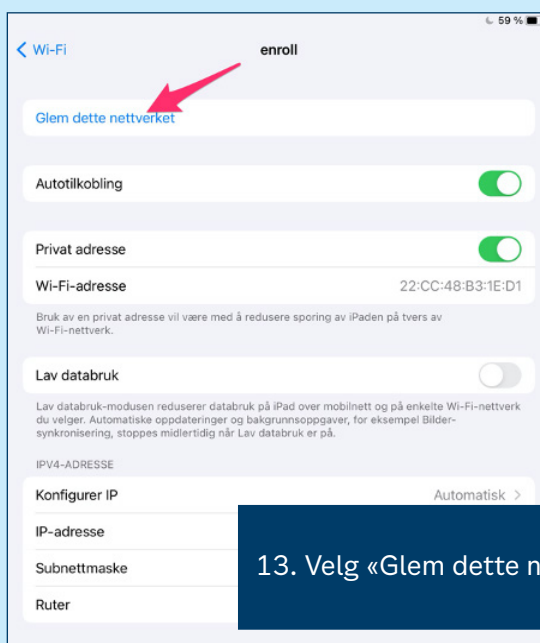 59 %
Wi-Fi
enroll
Glem dette nettverket
Autotilkobling
Privat adresse
Wi-Fi-adresse 22:CC:48:B3:1E:D1
Bruk av en privat adresse vil være med å redusere sporing av iPaden på tvers av
Wi-Fi-nettverk.
Lav databruk
Lav databruk-modusen reduserer databruk på iPad over mobilnett og på enkelte Wi-Fi-nettverk
du velger. Automatiske oppdateringer og bakgrunnsoppgaver, for eksempel Bilder-
synkronisering, stoppes midlertidig når Lav databruk er på.
IPV4-ADRESSE
Konfigurer IP Automatisk
IP-adresse
Subnettmaske
Ruter
13. Velg «Glem dette n